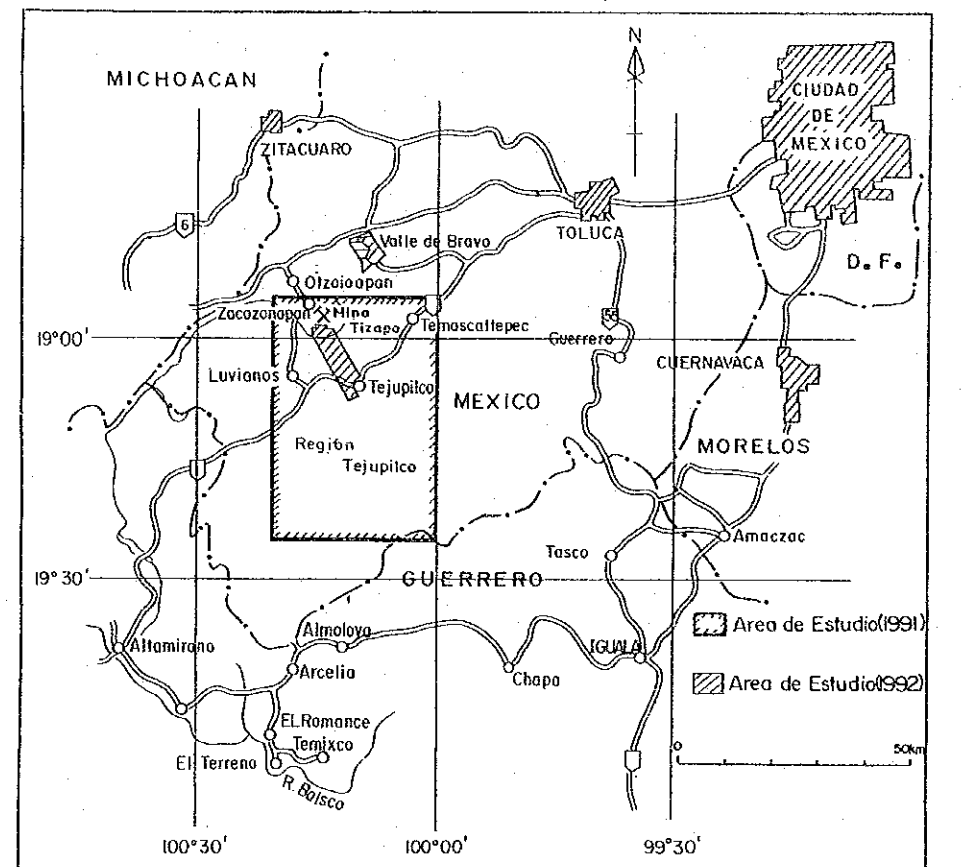 N
MICHOACAN
CIUDAD
DE
MEXICO
ZITACUARO
6
TOLUCA
Valle de Bravo
D. F.
Otzoloapan
Zacazonapan
Mina
Tizapa
Temascaltepec
55
Guerrero
19°00'
CUERNAVACA
Luvianos
Tejupilco
MEXICO
MORELOS
Región
Tejupilco
Amaczac
Tasco
19°30'
GUERRERO
Area de Estudio(1991)
Almoloya
IGUALA
Altamirano
Arcelia
Chapa
Area de Estudio(1992)
EL Romance
Temixco
0
50km
El Terreno
R. Balsco
100°30'
100°00'
99°30'